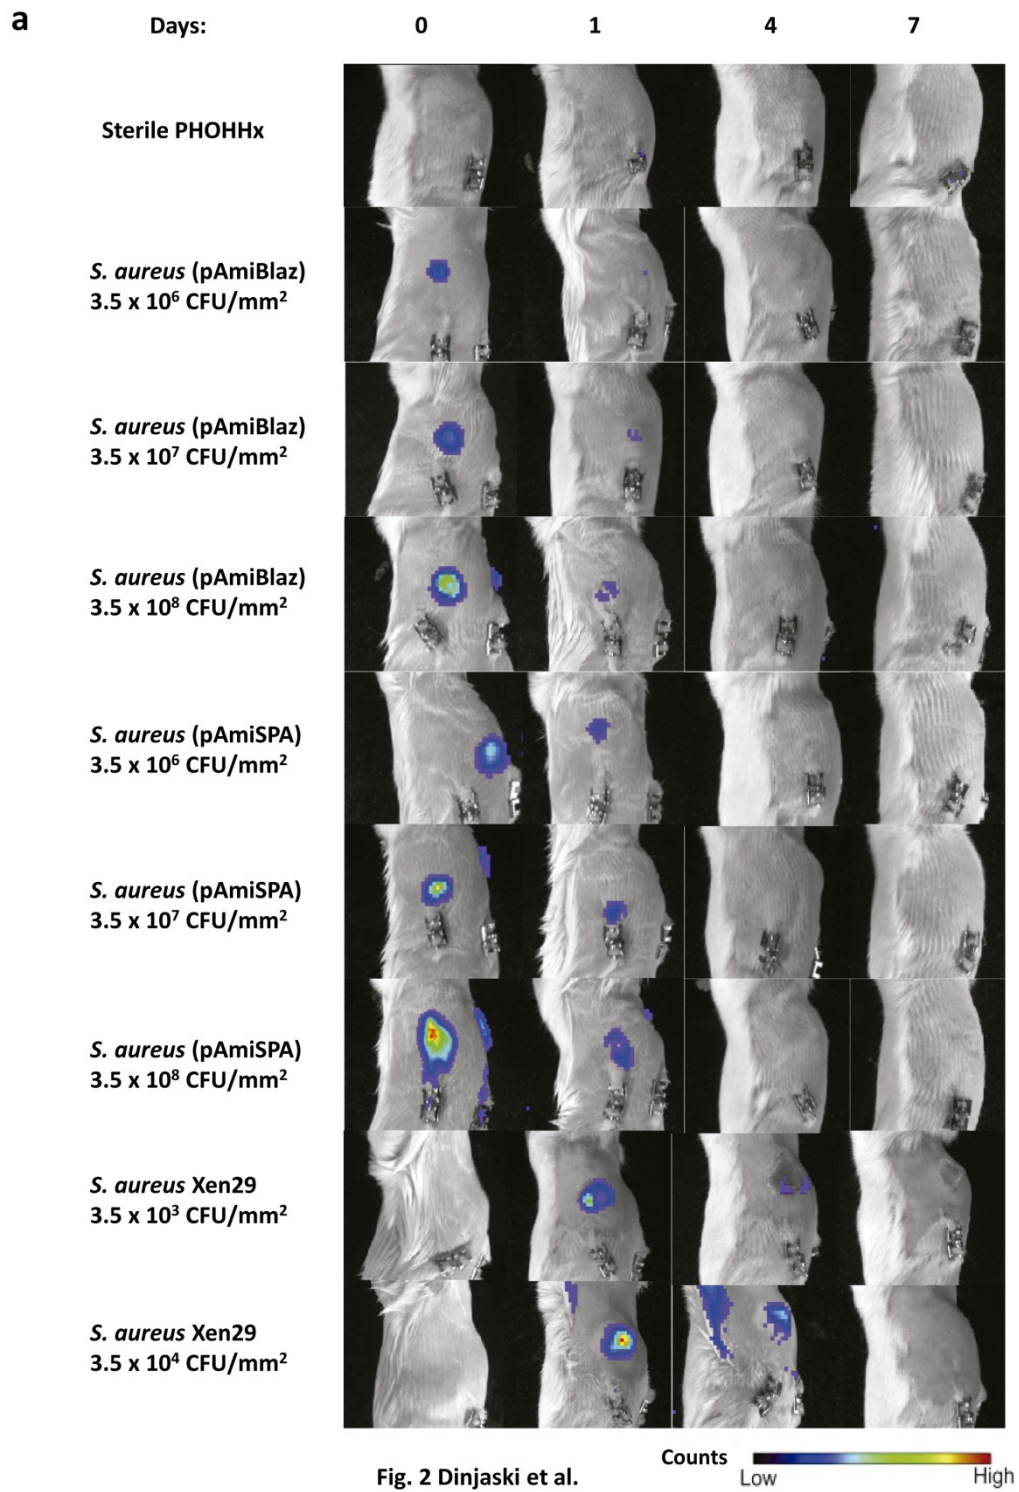 a
Days: 0 1 4 7
Sterile PHOHHx
S. aureus (pAmiBlaz)
3.5 x 10⁶ CFU/mm²
S. aureus (pAmiBlaz)
3.5 x 10⁷ CFU/mm²
S. aureus (pAmiBlaz)
3.5 x 10⁸ CFU/mm²
S. aureus (pAmiSPA)
3.5 x 10⁶ CFU/mm²
S. aureus (pAmiSPA)
3.5 x 10⁷ CFU/mm²
S. aureus (pAmiSPA)
3.5 x 10⁸ CFU/mm²
S. aureus Xen29
3.5 x 10³ CFU/mm²
S. aureus Xen29
3.5 x 10⁴ CFU/mm²
Counts
Low High
Fig. 2 Dinjaski et al.